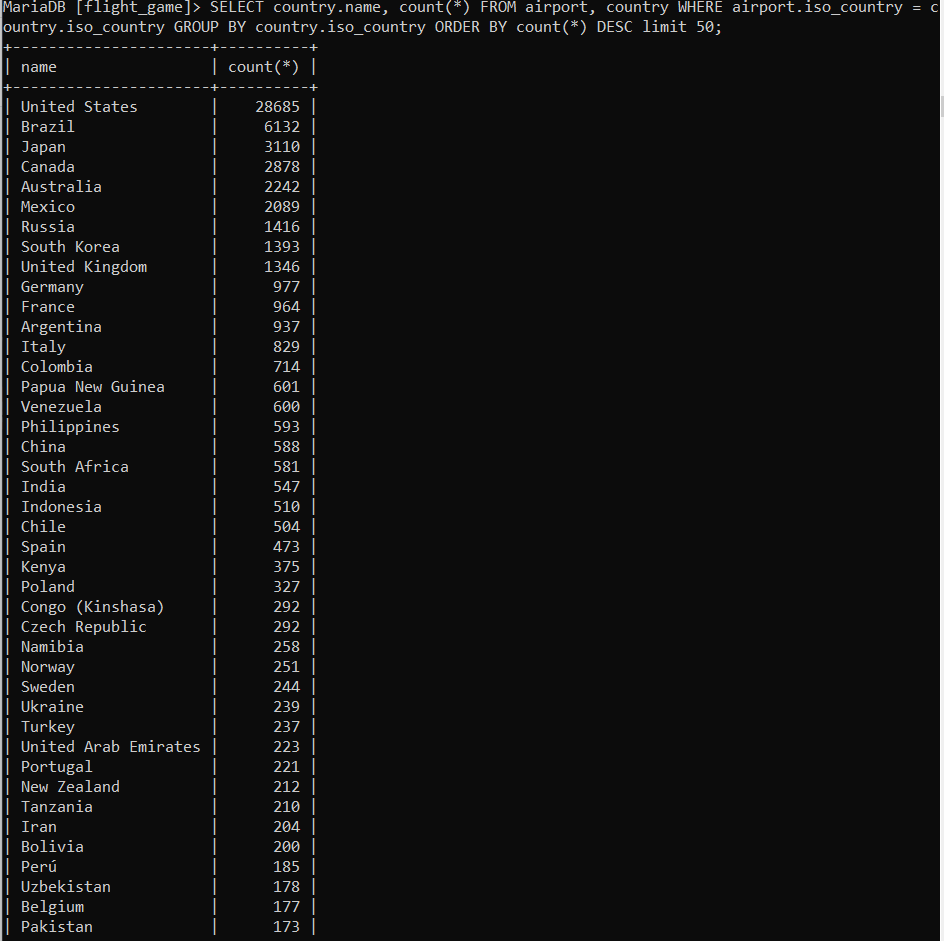 MariaDB [flight_game]> SELECT country.name, count(*) FROM airport, country WHERE airport.iso_country = c
ountry.iso_country GROUP BY country.iso_country ORDER BY count(*) DESC limit 50;
+----------------------+----------+
| name                 | count(*) |
+----------------------+----------+
| United States        |    28685 |
| Brazil               |     6132 |
| Japan                |     3110 |
| Canada               |     2878 |
| Australia            |     2242 |
| Mexico               |     2089 |
| Russia               |     1416 |
| South Korea          |     1393 |
| United Kingdom       |     1346 |
| Germany              |      977 |
| France               |      964 |
| Argentina            |      937 |
| Italy                |      829 |
| Colombia             |      714 |
| Papua New Guinea     |      601 |
| Venezuela            |      600 |
| Philippines          |      593 |
| China                |      588 |
| South Africa         |      581 |
| India                |      547 |
| Indonesia            |      510 |
| Chile                |      504 |
| Spain                |      473 |
| Kenya                |      375 |
| Poland               |      327 |
| Congo (Kinshasa)     |      292 |
| Czech Republic       |      292 |
| Namibia              |      258 |
| Norway               |      251 |
| Sweden               |      244 |
| Ukraine              |      239 |
| Turkey               |      237 |
| United Arab Emirates |      223 |
| Portugal             |      221 |
| New Zealand          |      212 |
| Tanzania             |      210 |
| Iran                 |      204 |
| Bolivia              |      200 |
| Perú                 |      185 |
| Uzbekistan           |      178 |
| Belgium              |      177 |
| Pakistan             |      173 |